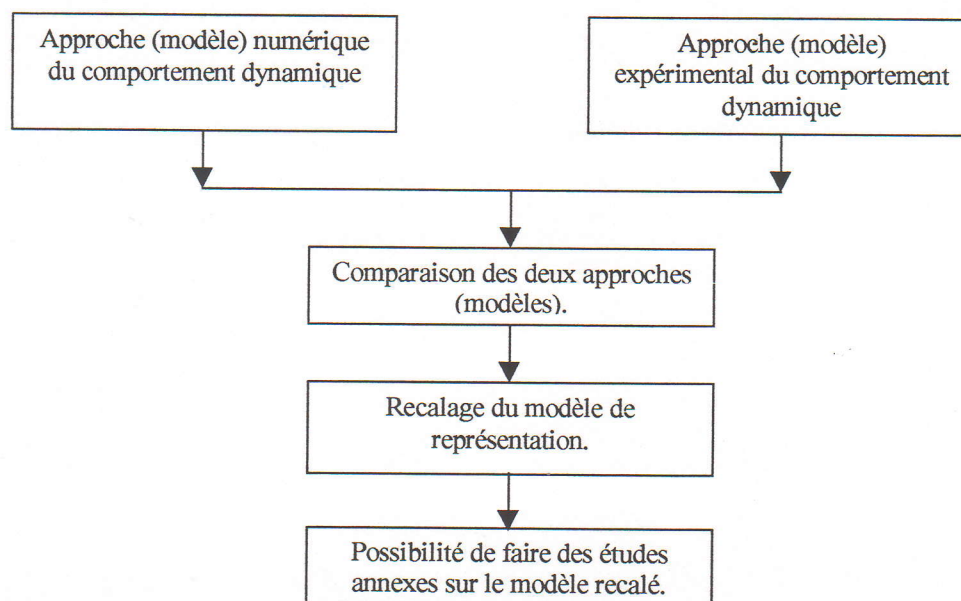 Approche (modèle) numérique
du comportement dynamique
Approche (modèle)
expérimental du comportement
dynamique
Comparaison des deux approches
(modèles).
Recalage du modèle de
représentation.
Possibilité de faire des études
annexes sur le modèle recalé.